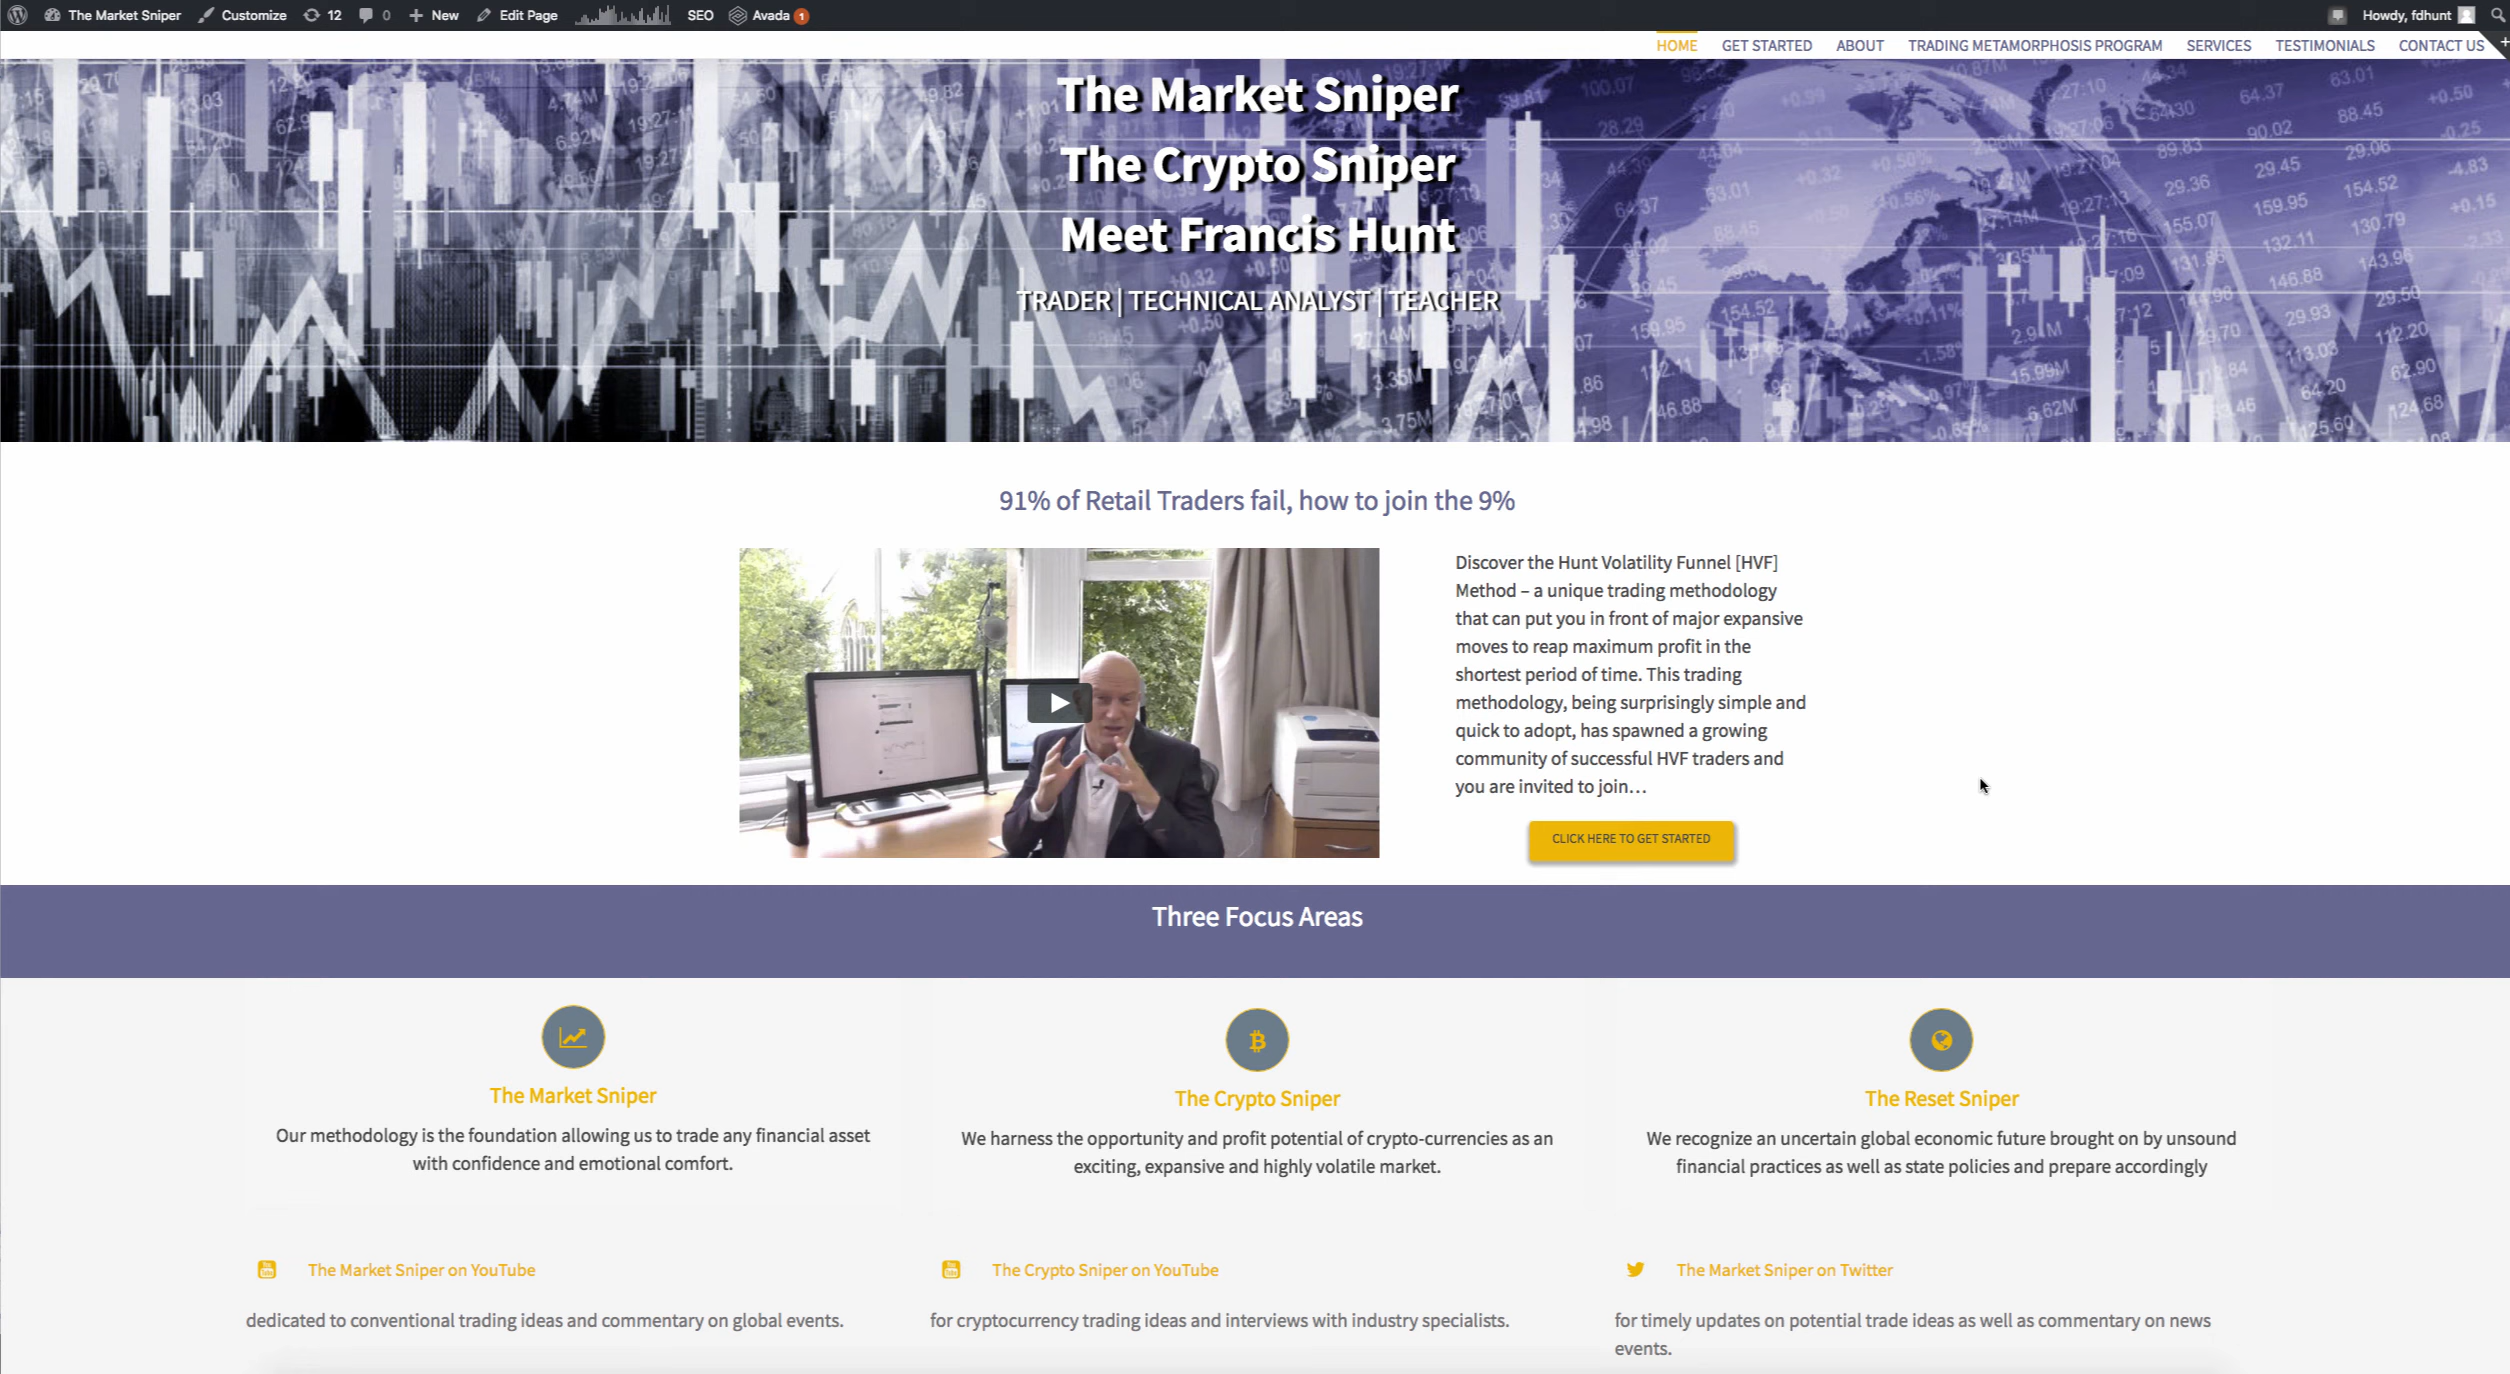 The Market Sniper Customize 12 0 New Edit Page SEO Avada 1 Howdy, fdhunt
HOME GET STARTED ABOUT TRADING METAMORPHOSIS PROGRAM SERVICES TESTIMONIALS CONTACT US
The Market Sniper
The Crypto Sniper
Meet Francis Hunt
TRADER | TECHNICAL ANALYST | TEACHER
91% of Retail Traders fail, how to join the 9%
Discover the Hunt Volatility Funnel [HVF]
Method – a unique trading methodology
that can put you in front of major expansive
moves to reap maximum profit in the
shortest period of time. This trading
methodology, being surprisingly simple and
quick to adopt, has spawned a growing
community of successful HVF traders and
you are invited to join…
CLICK HERE TO GET STARTED
Three Focus Areas
The Market Sniper
Our methodology is the foundation allowing us to trade any financial asset
with confidence and emotional comfort.
The Crypto Sniper
We harness the opportunity and profit potential of crypto-currencies as an
exciting, expansive and highly volatile market.
The Reset Sniper
We recognize an uncertain global economic future brought on by unsound
financial practices as well as state policies and prepare accordingly
The Market Sniper on YouTube
dedicated to conventional trading ideas and commentary on global events.
The Crypto Sniper on YouTube
for cryptocurrency trading ideas and interviews with industry specialists.
The Market Sniper on Twitter
for timely updates on potential trade ideas as well as commentary on news
events.